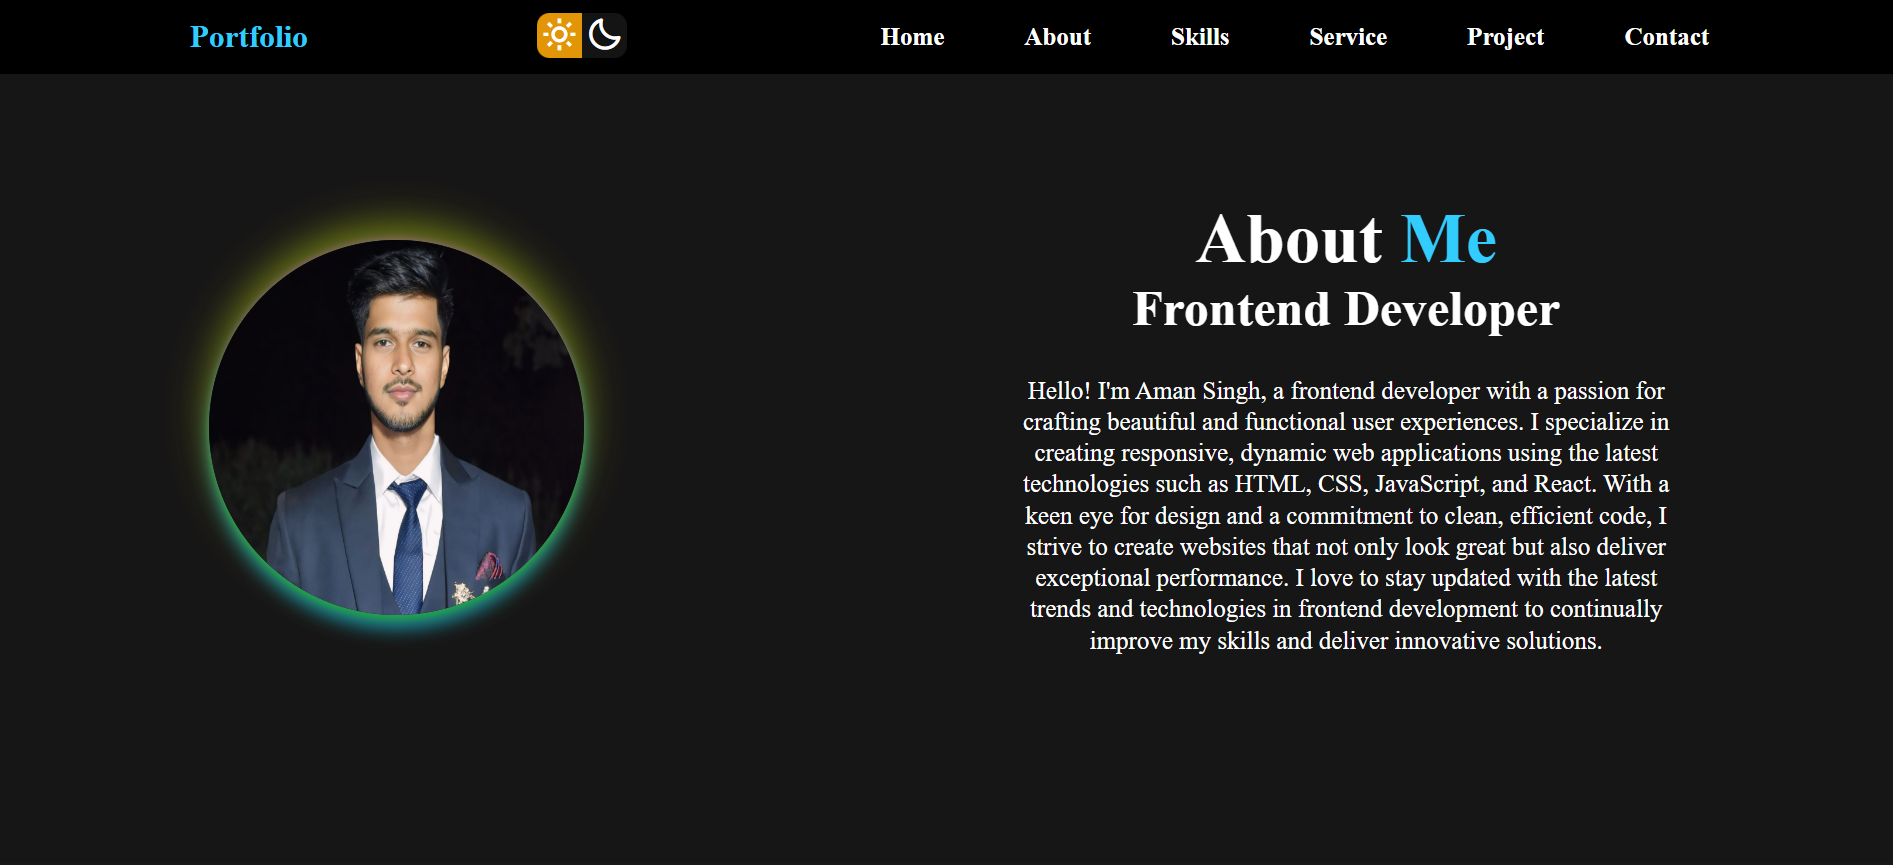 Portfolio
Home
About
Skills
Service
Project
Contact
About Me
Frontend Developer
Hello! I'm Aman Singh, a frontend developer with a passion for
crafting beautiful and functional user experiences. I specialize in
creating responsive, dynamic web applications using the latest
technologies such as HTML, CSS, JavaScript, and React. With a
keen eye for design and a commitment to clean, efficient code, I
strive to create websites that not only look great but also deliver
exceptional performance. I love to stay updated with the latest
trends and technologies in frontend development to continually
improve my skills and deliver innovative solutions.